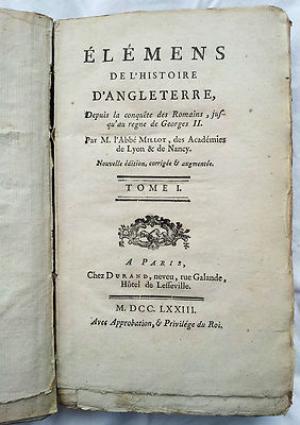 ÉLÉMENS
DE L'HISTOIRE
D'ANGLETERRE,
Depuis la conquête des Romains, jus-
qu'au regne de Georges II.
Par M. l'Abbé MILLOT, des Académies
de Lyon & de Nancy.
Nouvelle édition, corrigée & augmentée.
TOME I.
A PARIS,
Chez DURAND, neveu, rue Galande,
Hôtel de Lesseville.
M. DCC. LXXIII.
Avec Approbation, & Privilége du Roi.